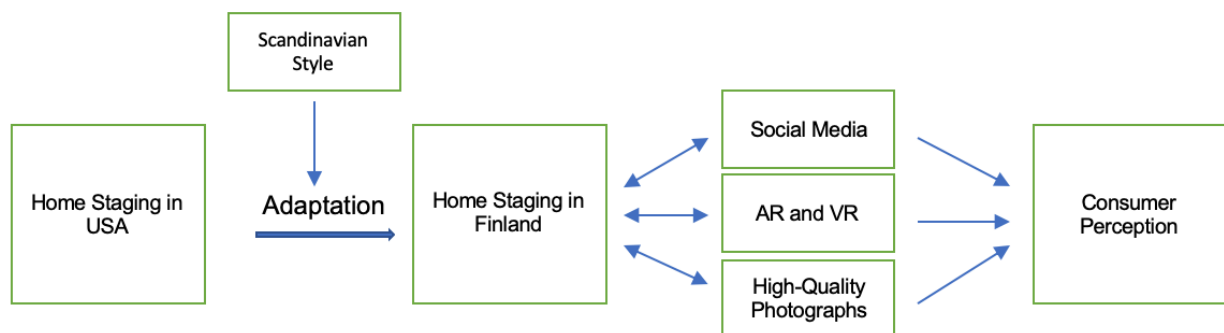 Scandinavian
Style
Home Staging in
USA
Adaptation
Home Staging in
Finland
Social Media
AR and VR
High-Quality
Photographs
Consumer
Perception